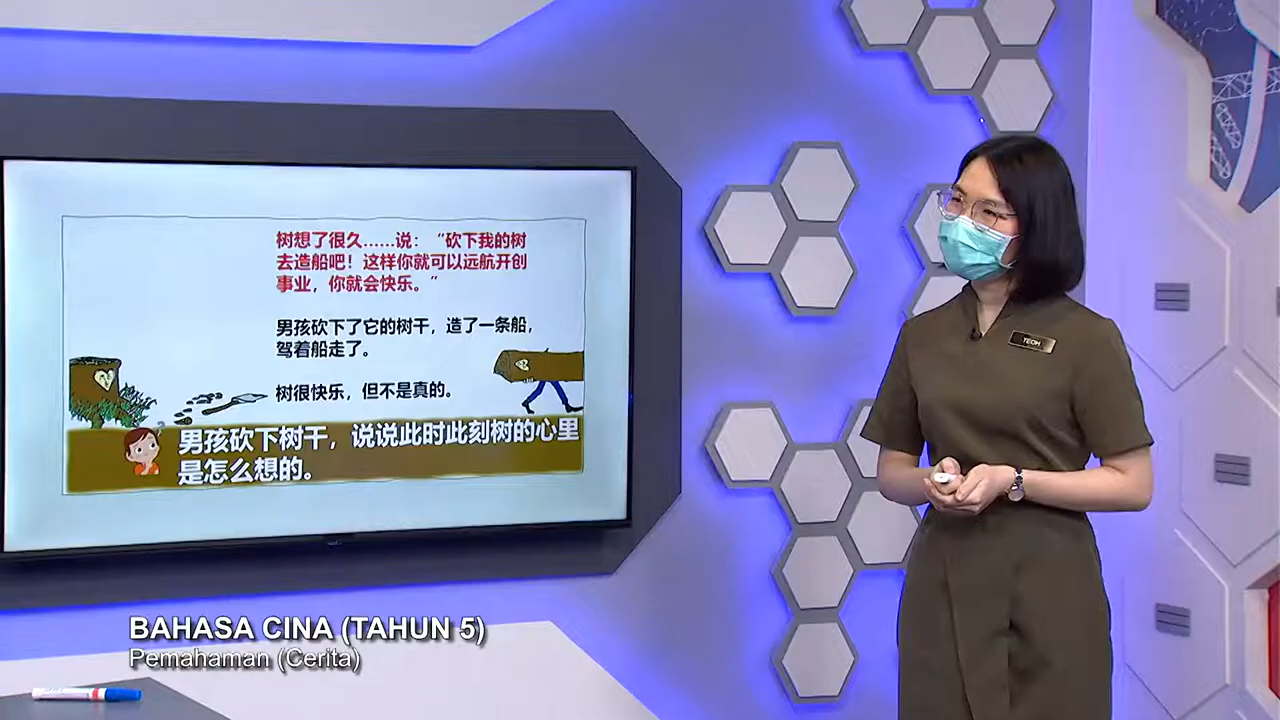 树想了很久……说：“砍下我的树
去造船吧！这样你就可以远航开创
事业，你就会快乐。”
男孩砍下了它的树干，造了一条船，
驾着船走了。
树很快乐，但不是真的。
男孩砍下树干，说说此时此刻树的心里
是怎么想的。
TEOH
BAHASA CINA (TAHUN 5)
Pemahaman (Cerita)